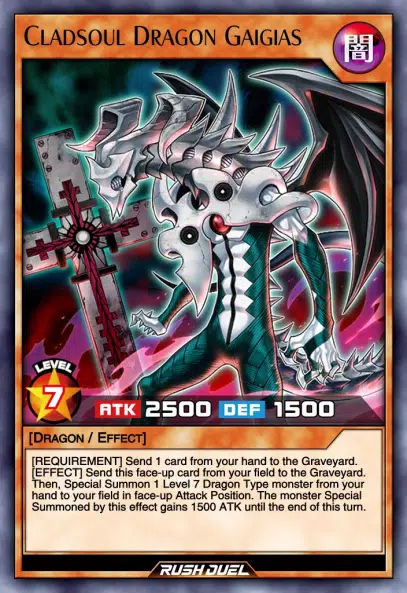 Cladsoul Dragon Gaigias
闇
LEVEL
7
ATK 2500 DEF 1500
[Dragon / Effect]
[REQUIREMENT] Send 1 card from your hand to the Graveyard.
[EFFECT] Send this face-up card from your field to the Graveyard.
Then, Special Summon 1 Level 7 Dragon Type monster from your
hand to your field in face-up Attack Position. The monster Special
Summoned by this effect gains 1500 ATK until the end of this turn.
RUSH DUEL